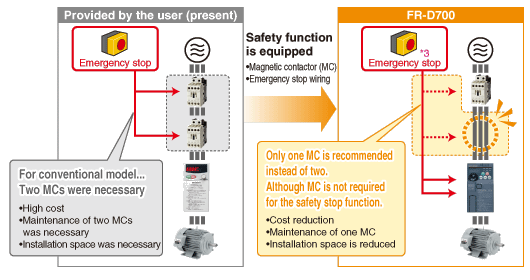 Provided by the user (present)
Emergency stop
For conventional model...
Two MCs were necessary
•High cost
•Maintenance of two MCs
was necessary
•Installation space was necessary
Safety function
is equipped
•Magnetic contactor (MC)
•Emergency stop wiring
FR-D700
*3
Emergency stop
Only one MC is recommended
instead of two.
Although MC is not required
for the safety stop function.
•Cost reduction
•Maintenance of one MC
•Installation space is reduced